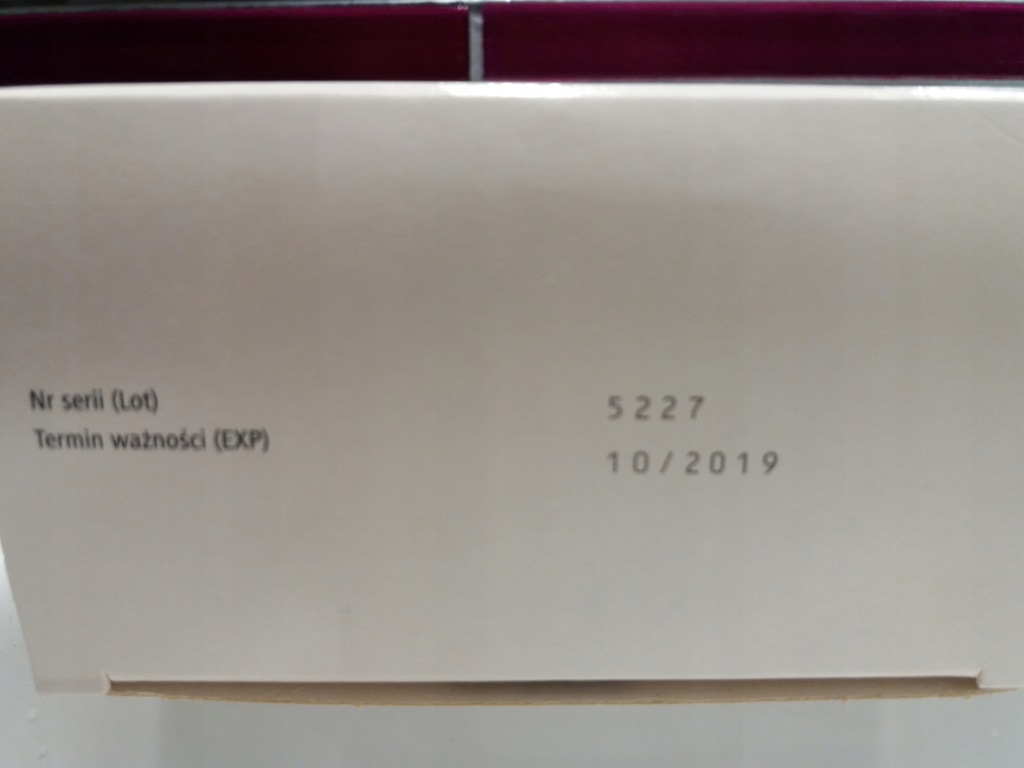 Nr serii (Lot) 5227
Termin ważności (EXP) 10/2019